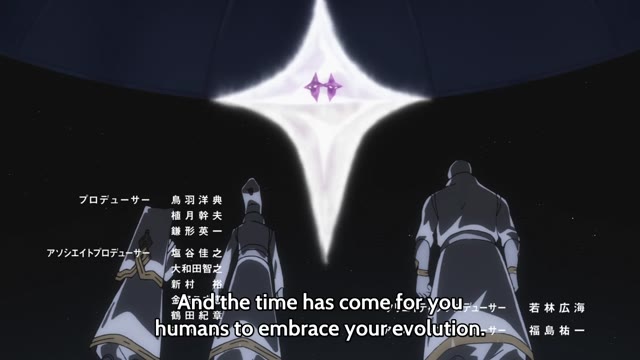 プロデューサー 鳥羽洋典
植月幹夫
鎌形英一
アソシエイトプロデューサー 塩谷佳之
大和田智之
新村 裕
鶴田紀章
デューサー 若林広海
福島祐一
And the time has come for you
humans to embrace your evolution.